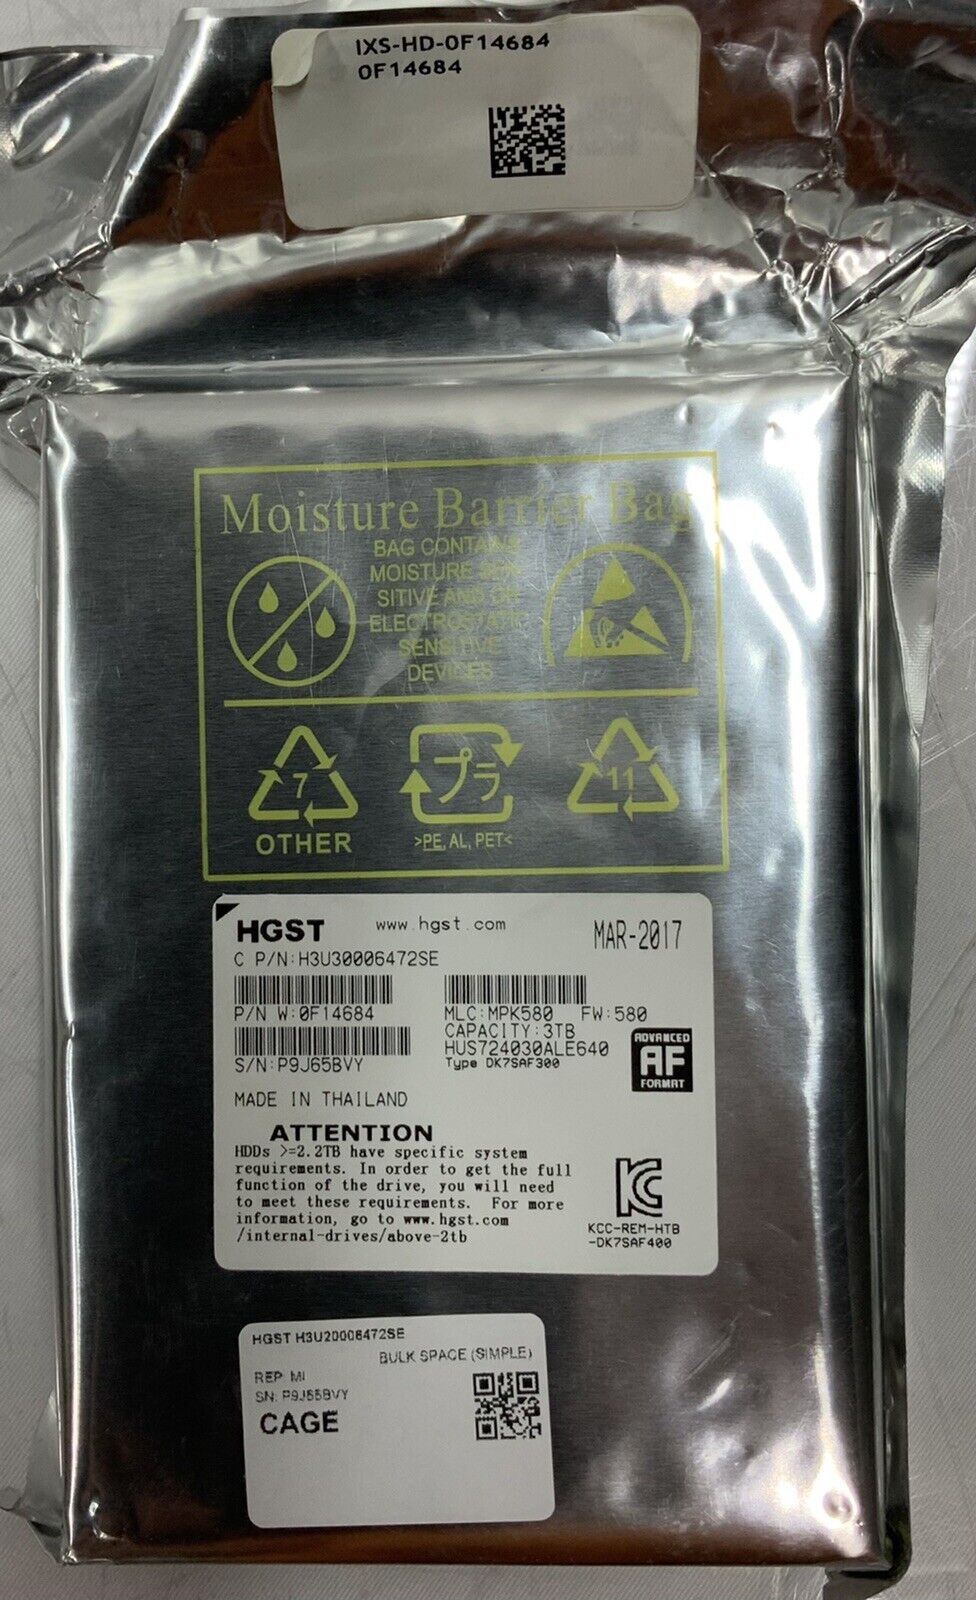 IXS-HD-0F14684
0F14684
Moisture Barrier Bag
BAG CONTAINS
MOISTURE SEN-
SITIVE AND OR
ELECTROSTATIC
SENSITIVE
DEVICES
7
OTHER
プラ
>PE, AL, PET<
11
HGST www.hgst.com MAR-2017
C P/N:H3U30006472SE
P/N W:0F14684 MLC:MPK580 FW:580
CAPACITY:3TB
HUS724030ALE640
S/N:P9J65BVY Type DK7SAF300
ADVANCED
AF
FORMAT
MADE IN THAILAND
ATTENTION
HDDs >=2.2TB have specific system
requirements. In order to get the full
function of the drive, you will need
to meet these requirements. For more
information, go to www.hgst.com
/internal-drives/above-2tb
KCC-REM-HTB
-DK7SAF400
HGST H3U20006472SE
BULK SPACE (SIMPLE)
REP: MI
SN: P9J65BVY
CAGE